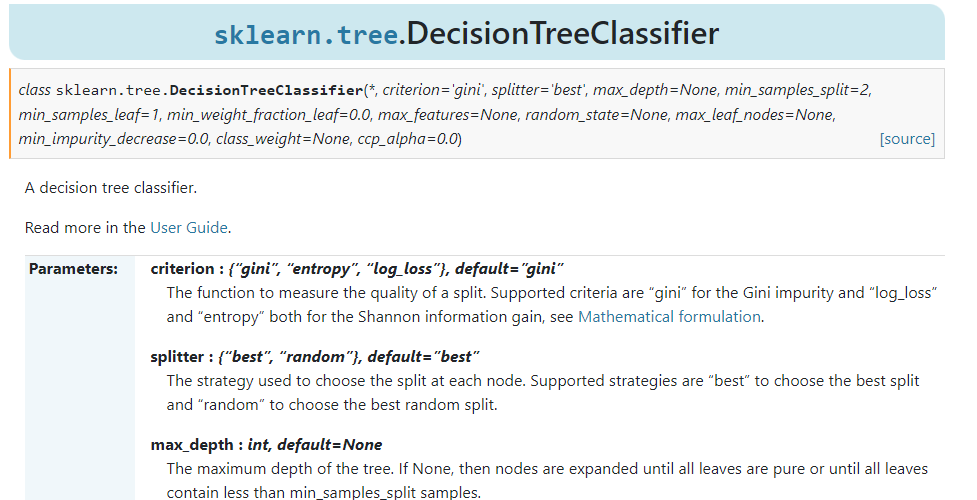 sklearn.tree.DecisionTreeClassifier
class sklearn.tree.DecisionTreeClassifier(*, criterion='gini', splitter='best', max_depth=None, min_samples_split=2,
min_samples_leaf=1, min_weight_fraction_leaf=0.0, max_features=None, random_state=None, max_leaf_nodes=None,
min_impurity_decrease=0.0, class_weight=None, ccp_alpha=0.0) [source]
A decision tree classifier.
Read more in the User Guide.
Parameters: criterion : {“gini”, “entropy”, “log_loss”}, default=”gini”
The function to measure the quality of a split. Supported criteria are “gini” for the Gini impurity and “log_loss”
and “entropy” both for the Shannon information gain, see Mathematical formulation.
splitter : {“best”, “random”}, default=”best”
The strategy used to choose the split at each node. Supported strategies are “best” to choose the best split
and “random” to choose the best random split.
max_depth : int, default=None
The maximum depth of the tree. If None, then nodes are expanded until all leaves are pure or until all leaves
contain less than min_samples_split samples.